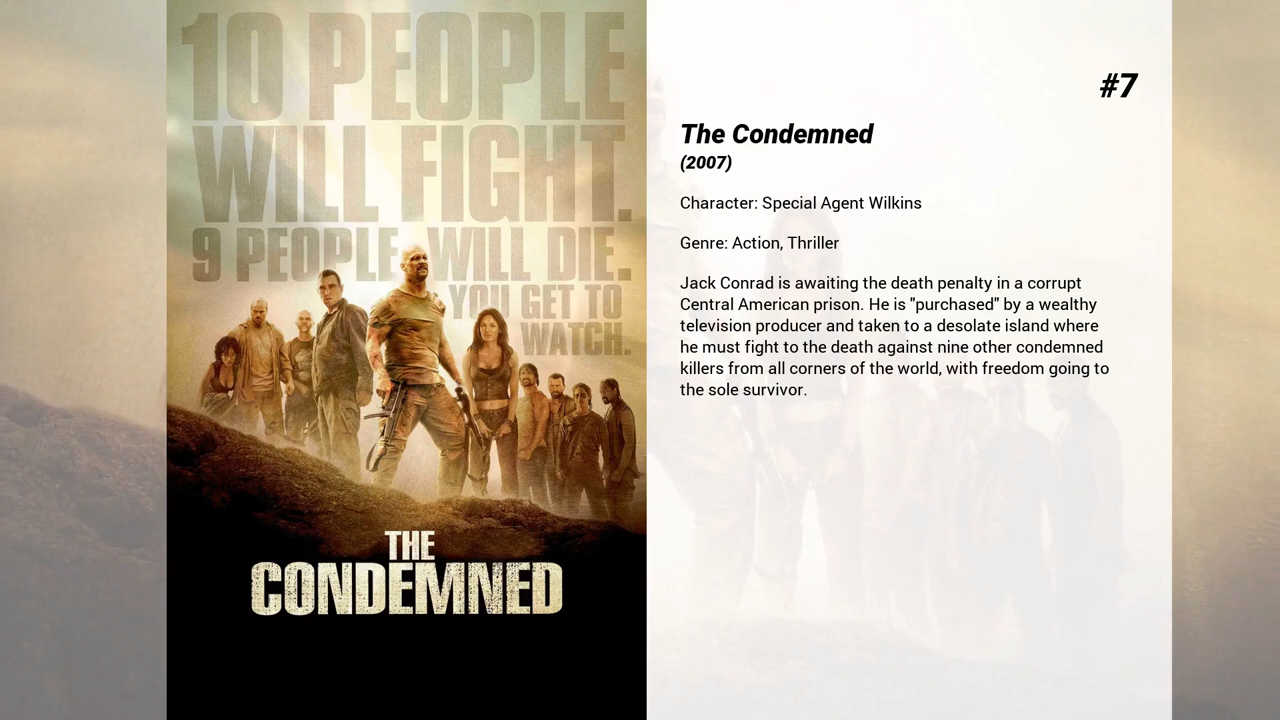 10 PEOPLE
WILL FIGHT.
9 PEOPLE WILL DIE.
YOU GET TO
WATCH.
THE
CONDEMNED
#7
The Condemned
(2007)
Character: Special Agent Wilkins
Genre: Action, Thriller
Jack Conrad is awaiting the death penalty in a corrupt
Central American prison. He is "purchased" by a wealthy
television producer and taken to a desolate island where
he must fight to the death against nine other condemned
killers from all corners of the world, with freedom going to
the sole survivor.